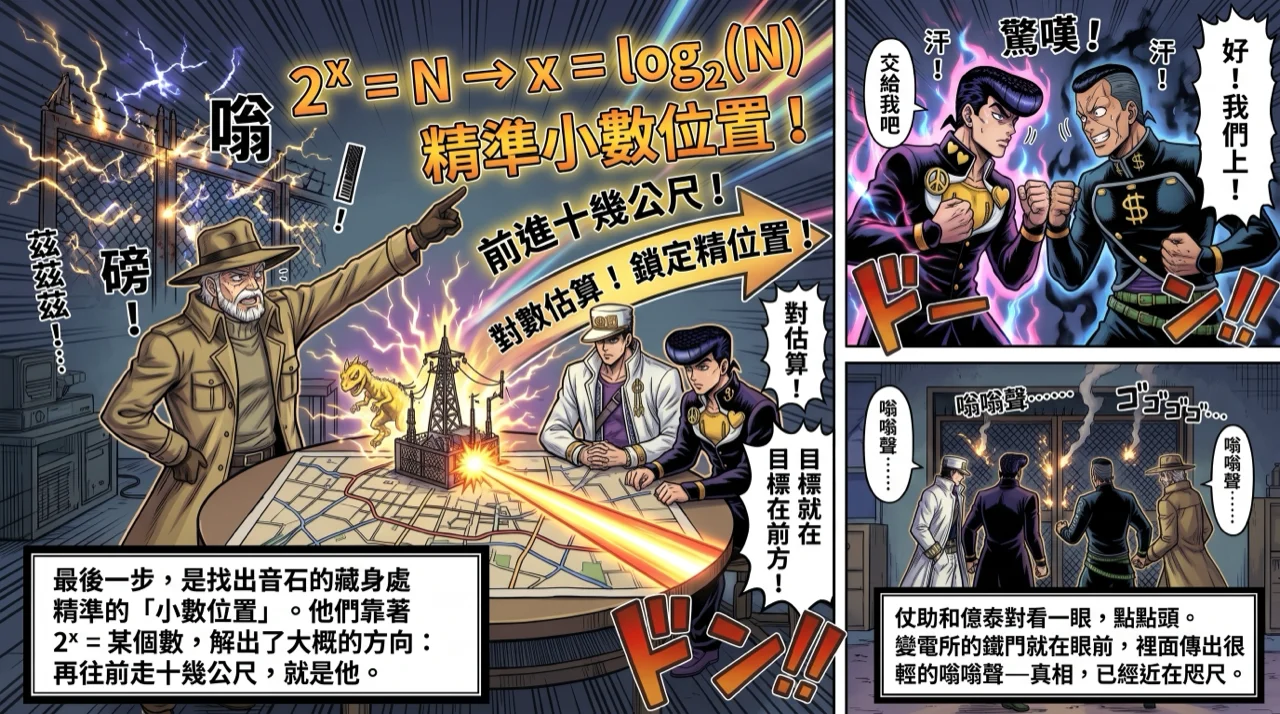 2ˣ = N → x = log₂(N)
精準小數位置！
嗡
！
茲茲茲！…
磅！
前進十幾公尺！
對數估算！鎖定精位置！
對估算！
目標就在
目標在前方！
ドン!!
最後一步，是找出音石的藏身處
精準的「小數位置」。他們靠著
2ˣ = 某個數，解出了大概的方向：
再往前走十幾公尺，就是他。
交給我吧
汗！
驚嘆！
汗！
好！我們上！
ドーン!!
嗡嗡聲……
嗡嗡聲……
ゴゴゴゴ…
嗡嗡聲……
仗助和億泰對看一眼，點點頭。
變電所的鐵門就在眼前，裡面傳出很
輕的嗡嗡聲—真相，已經近在咫尺。